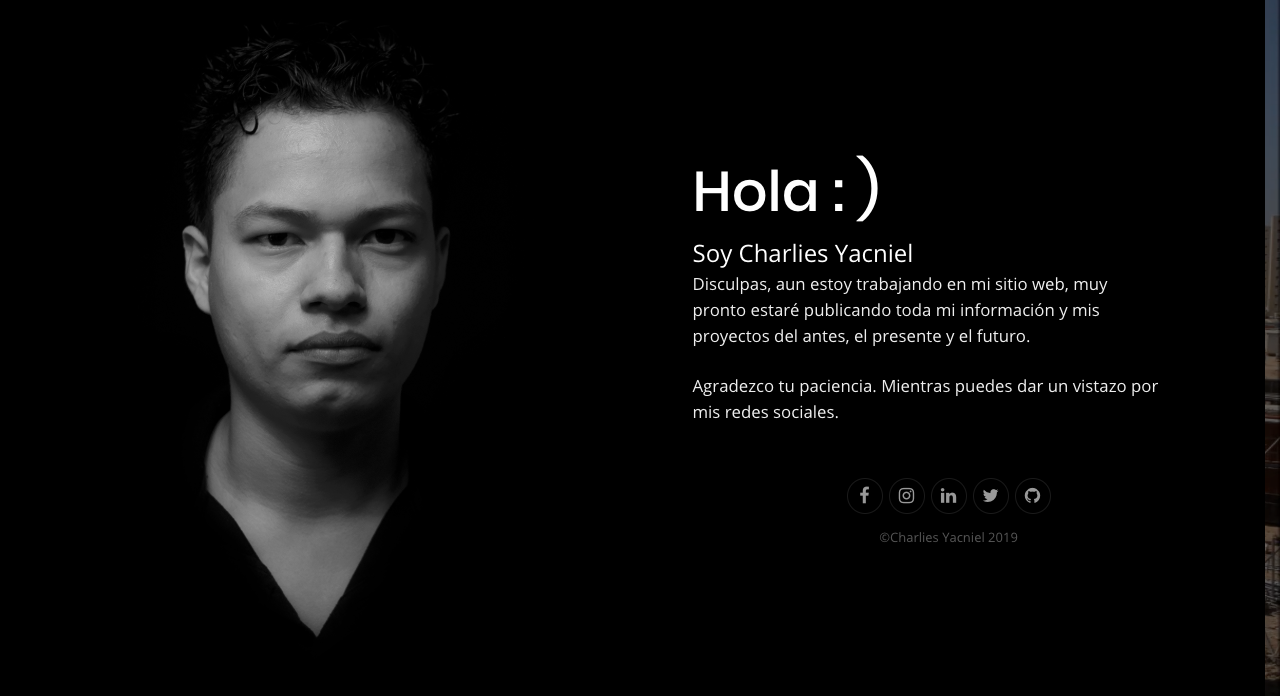 Hola : )
Soy Charlies Yacniel
Disculpas, aun estoy trabajando en mi sitio web, muy
pronto estaré publicando toda mi información y mis
proyectos del antes, el presente y el futuro.
Agradezco tu paciencia. Mientras puedes dar un vistazo por
mis redes sociales.
©Charlies Yacniel 2019